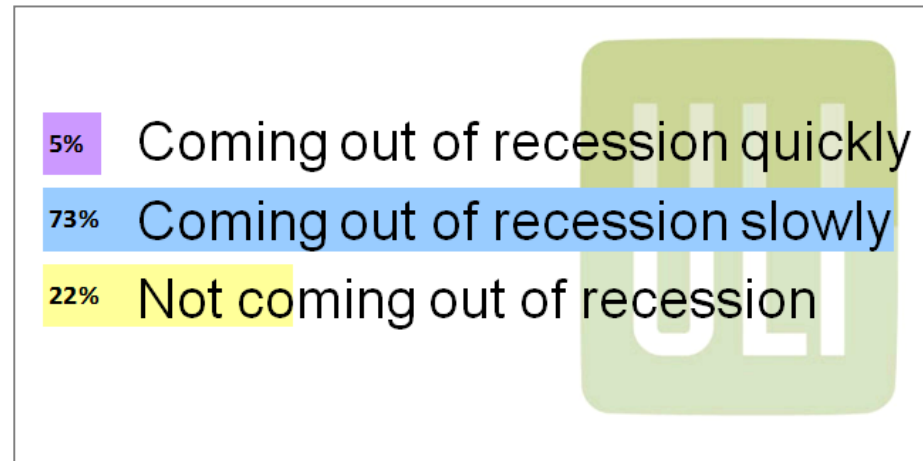 5% Coming out of recession quickly
73% Coming out of recession slowly
22% Not coming out of recession
ULI